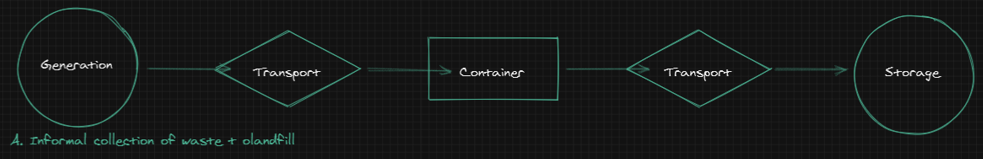 Generation
Transport
Container
Transport
Storage
A. Informal collection of waste + olandfill